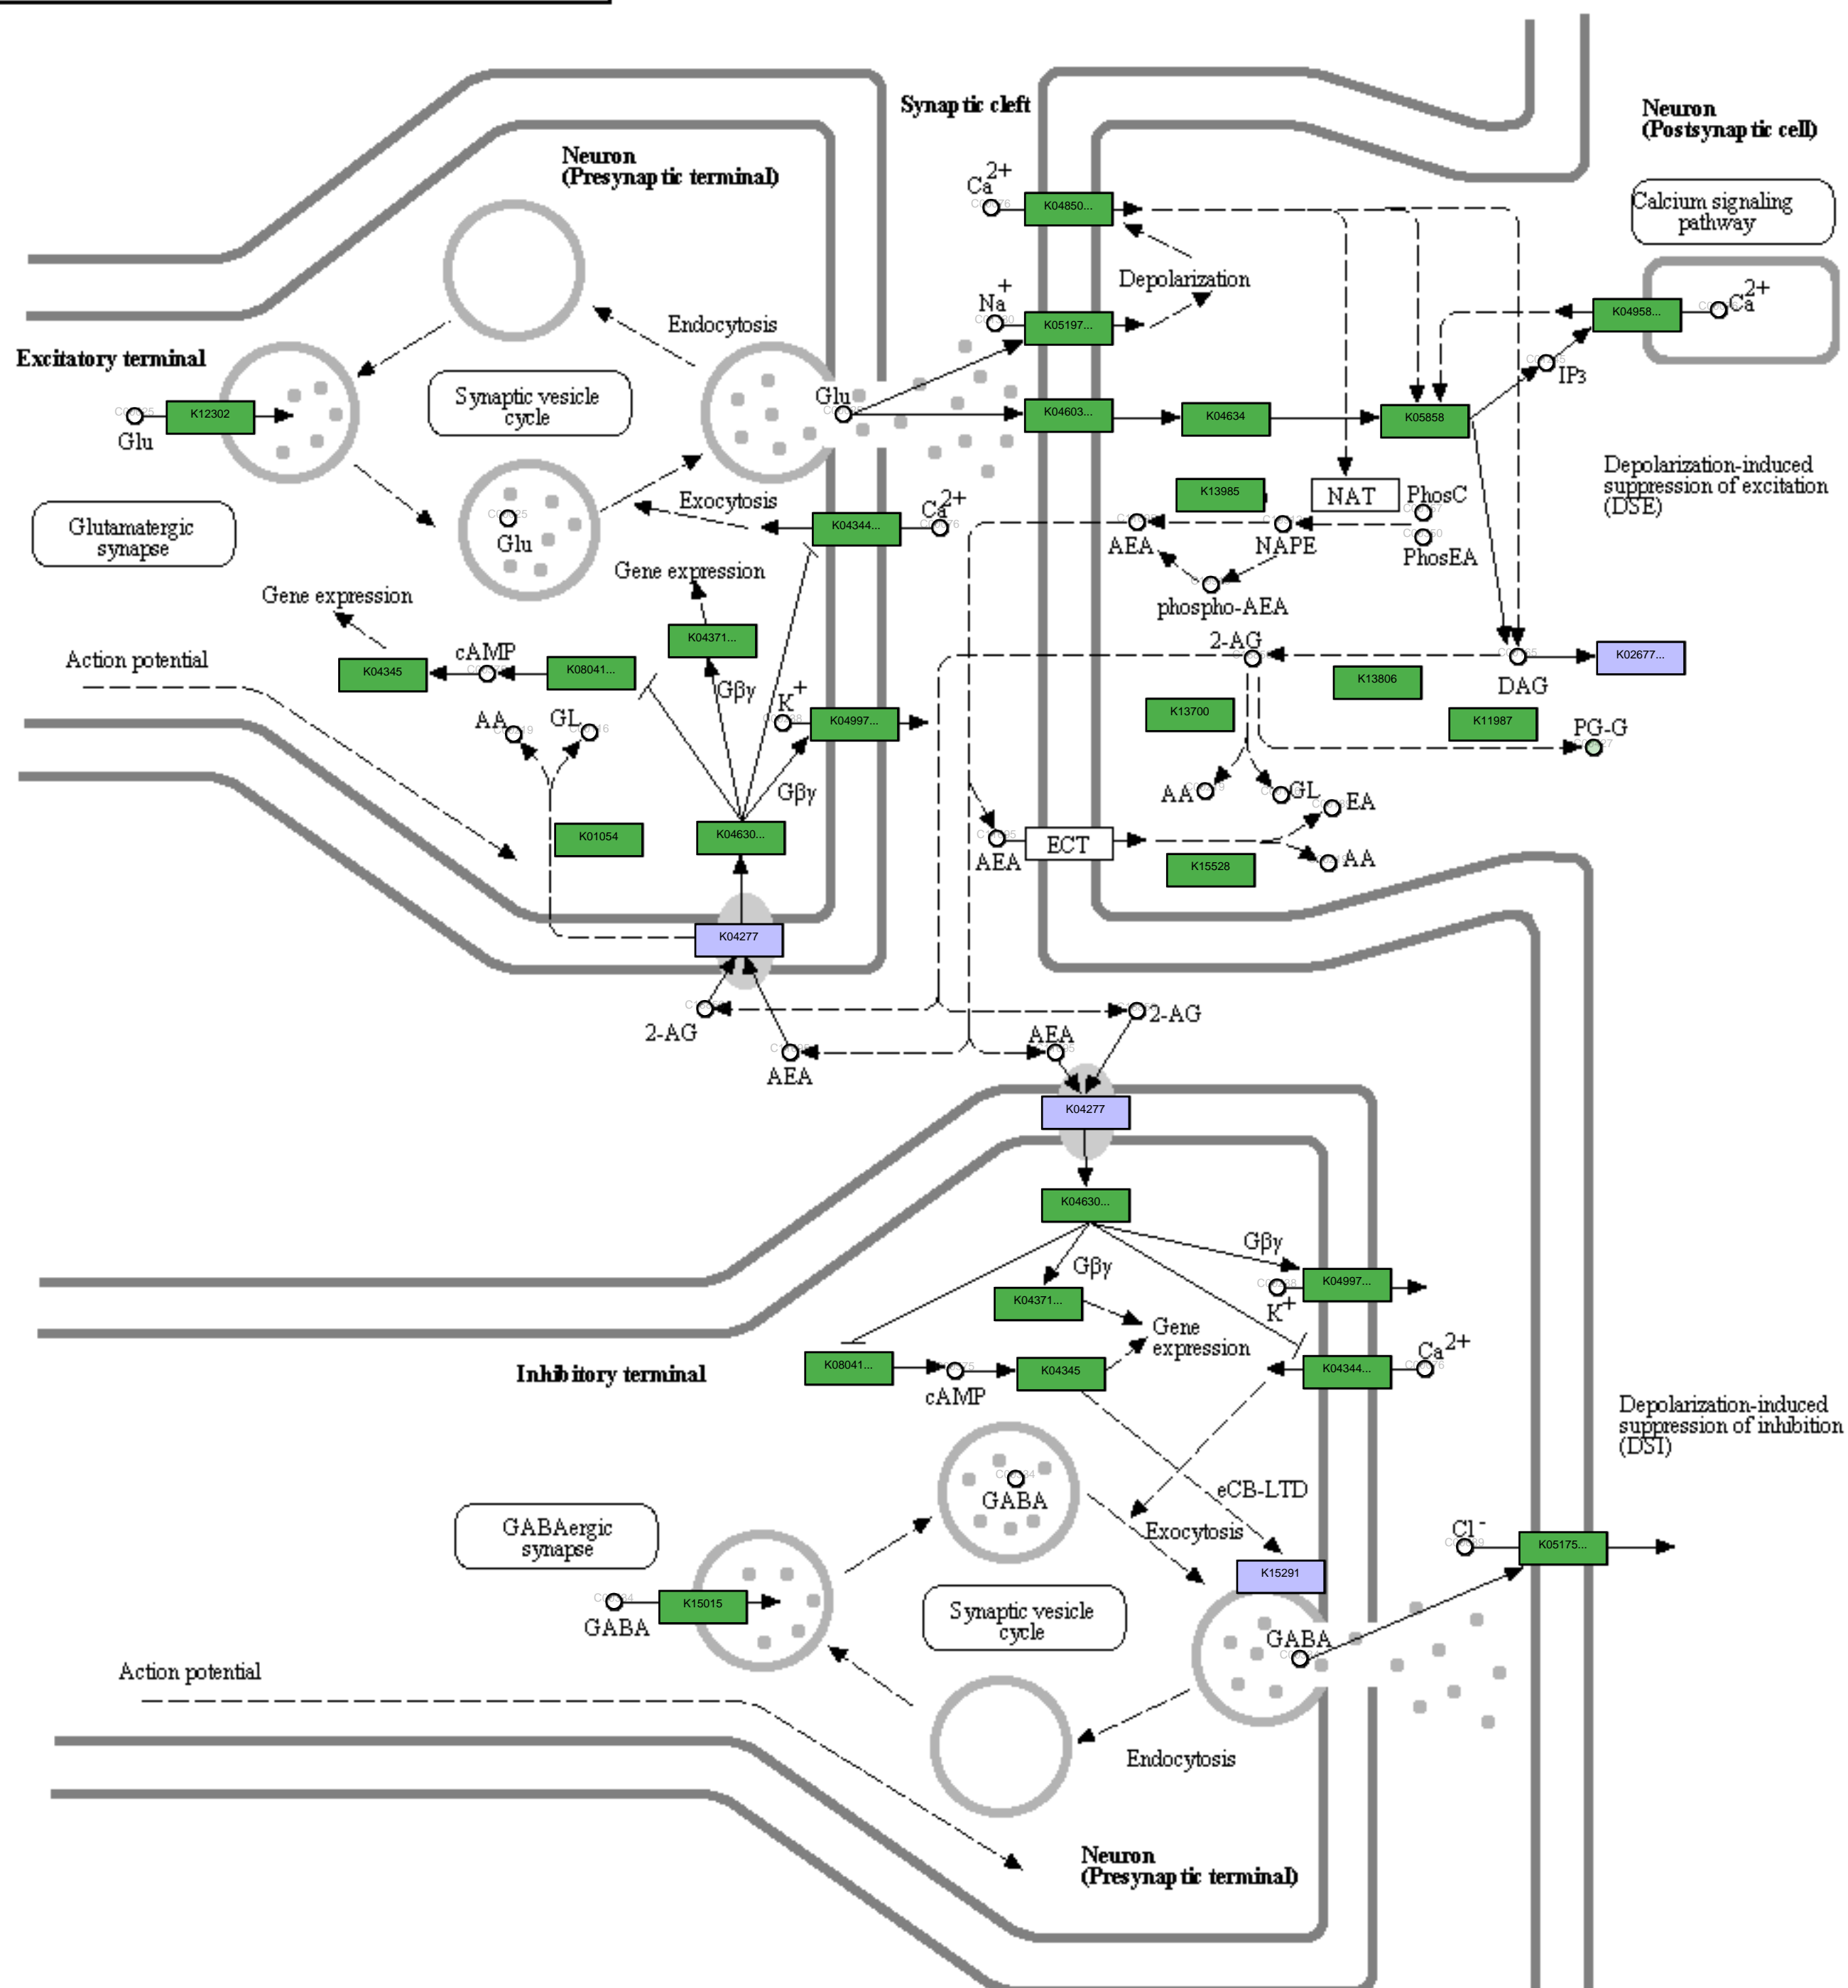 Synaptic cleft
Neuron
(Postsynaptic cell)
Neuron
(Presynaptic terminal)
Ca2+
K04850...
Calcium signaling
pathway
Depolarization
Na+
K05197...
K04958...
Ca2+
IP3
Endocytosis
Excitatory terminal
Synaptic vesicle
cycle
Glu
K12302
Glu
K04603...
K04634
K05858
Depolarization-induced
suppression of excitation
(DSE)
K13985
NAT
PhosC
PhosEA
Exocytosis
Ca2+
K04344...
AEA
NAPE
Glutamatergic
synapse
Glu
Gene expression
Gene expression
phospho-AEA
K04371...
2-AG
K02677...
DAG
Action potential
cAMP
K04345
K08041...
Gβγ
K13806
K13700
K11987
PG-G
AA
GL
K+
K04997...
Gβγ
AA
GL
EA
K01054
K04630...
AEA
ECT
AA
K15528
K04277
2-AG
2-AG
AEA
AEA
K04277
K04630...
Gβγ
Gβγ
K04997...
K+
K04371...
Gene
expression
Ca2+
Inhibitory terminal
K08041...
cAMP
K04345
K04344...
Depolarization-induced
suppression of inhibition
(DSI)
GABA
eCB-LTD
GABAergic
synapse
Exocytosis
Cl-
K05175...
K15291
GABA
K15015
Synaptic vesicle
cycle
GABA
Action potential
Endocytosis
Neuron
(Presynaptic terminal)